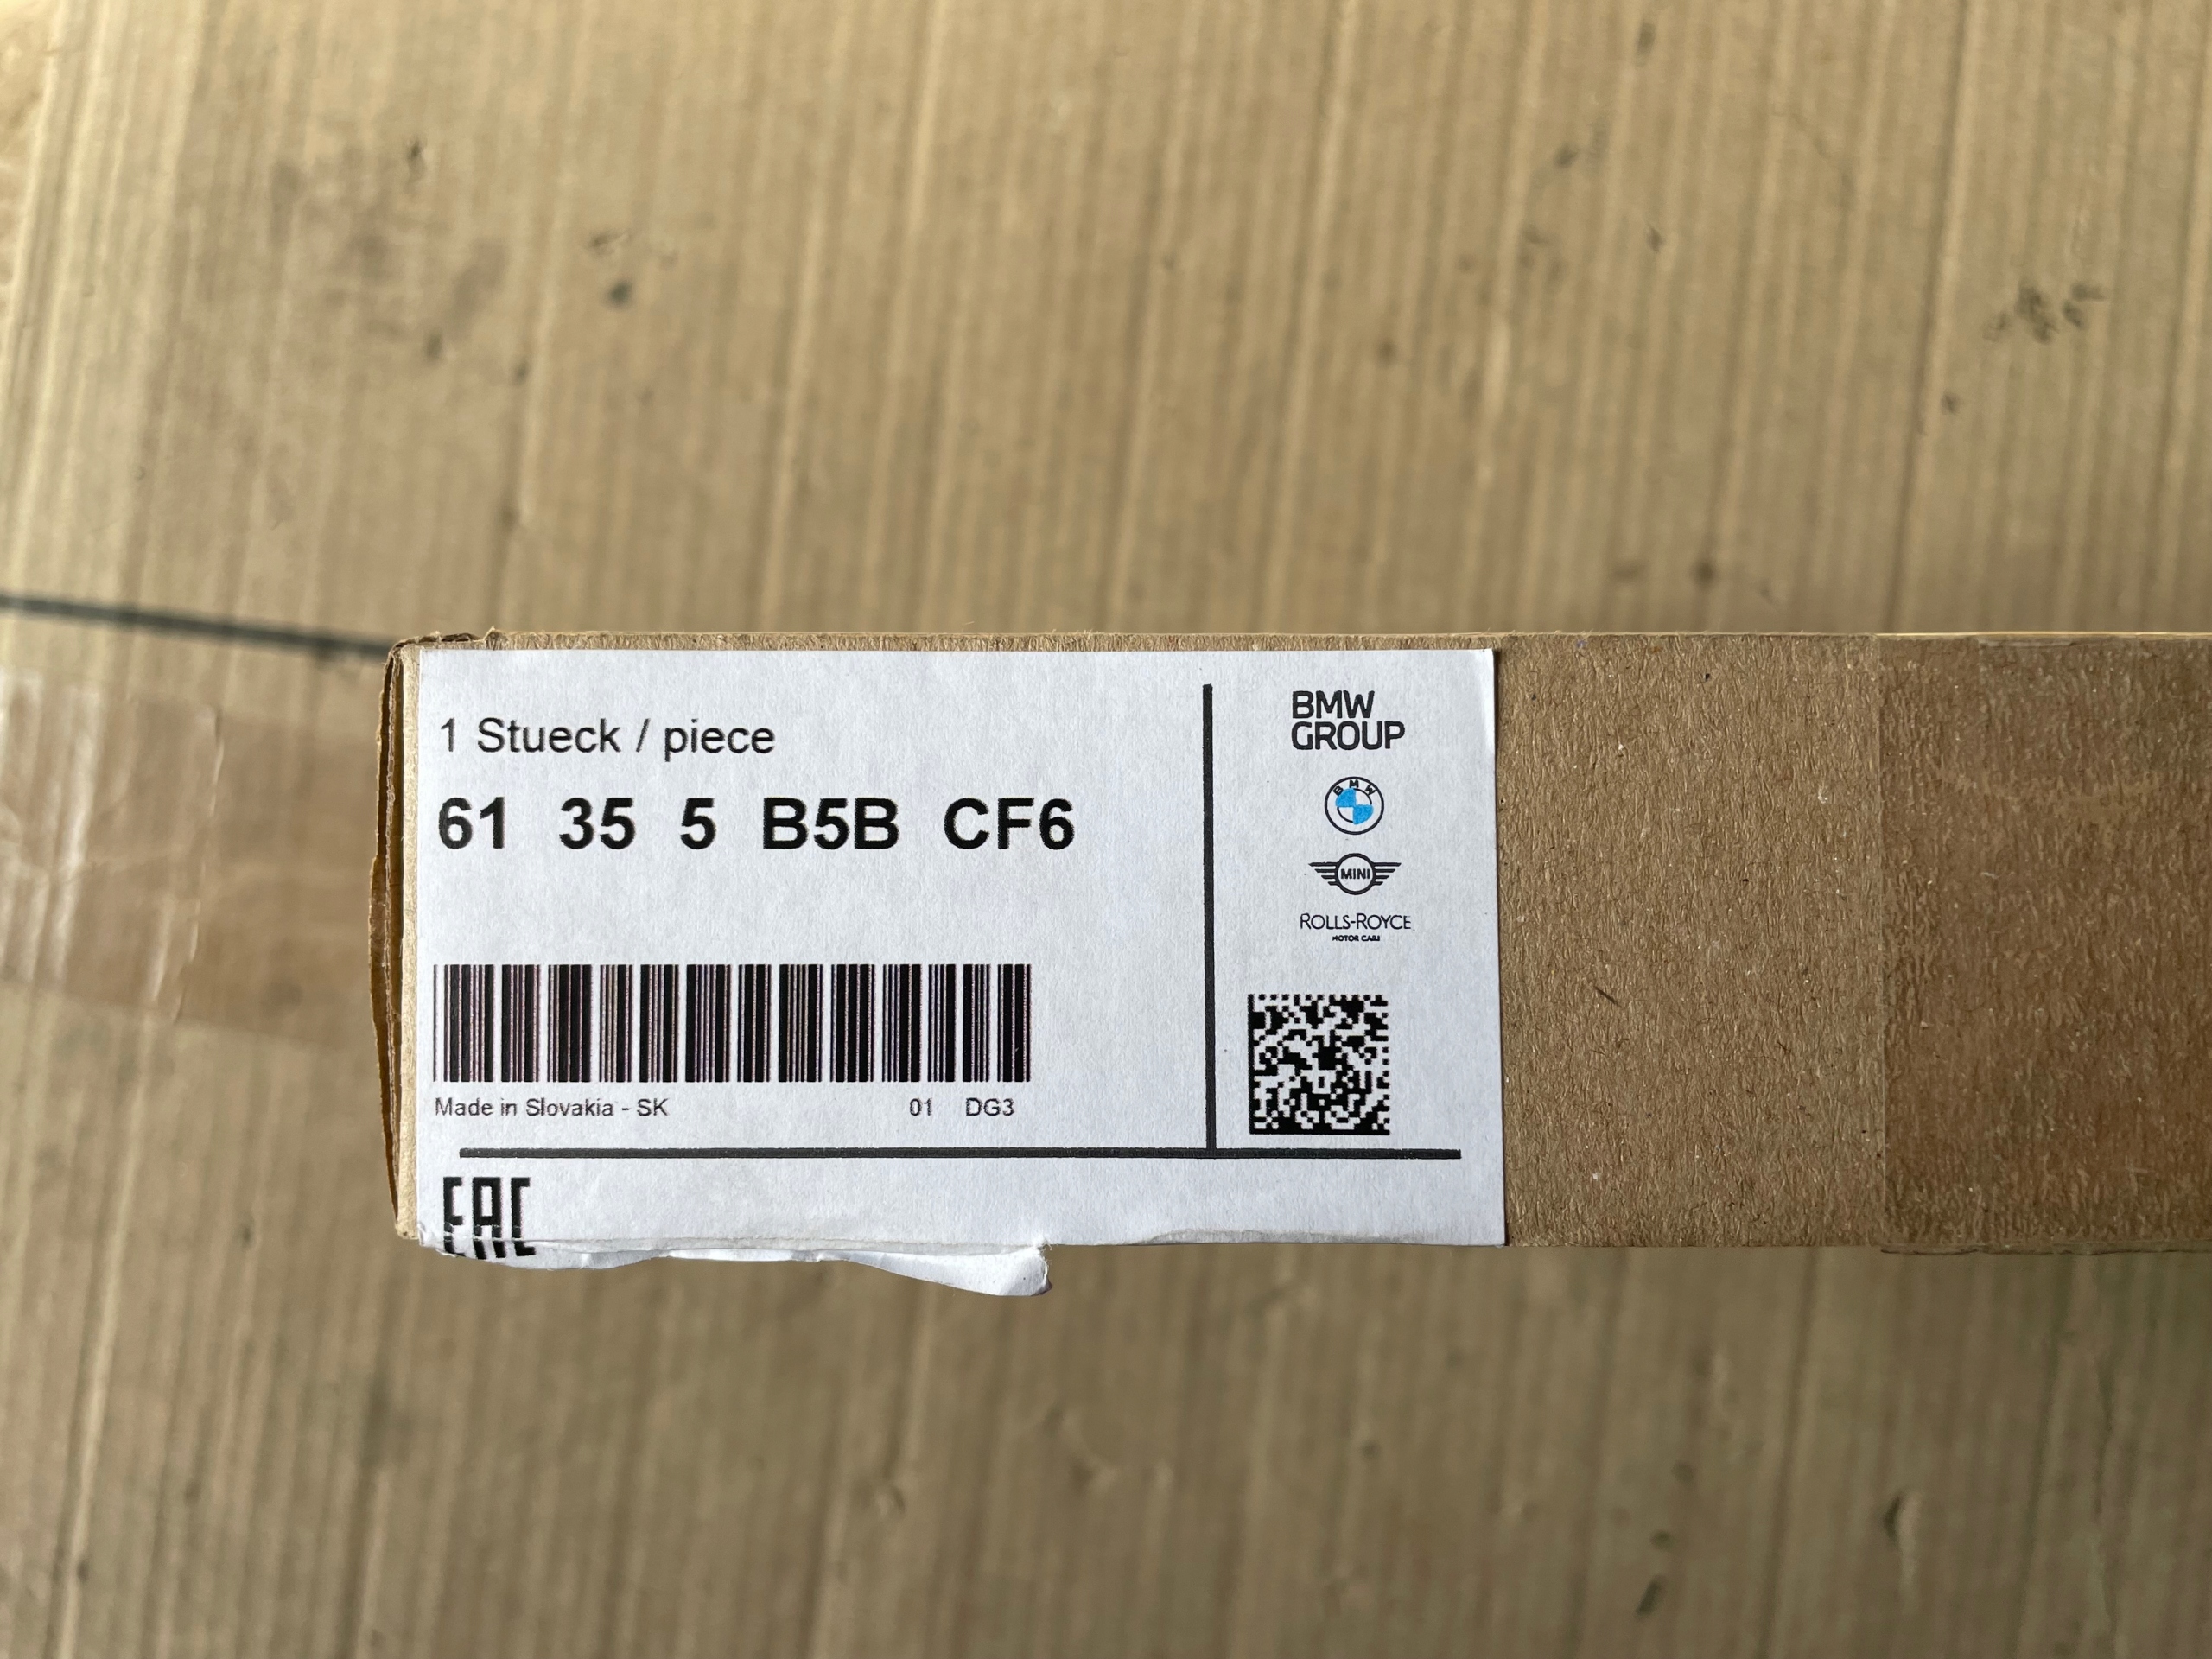 1 Stueck / piece
61 35 5 B5B CF6
Made in Slovakia - SK 01 DG3
EAC
BMW
GROUP
BMW
MINI
ROLLS-ROYCE
MOTOR CARS